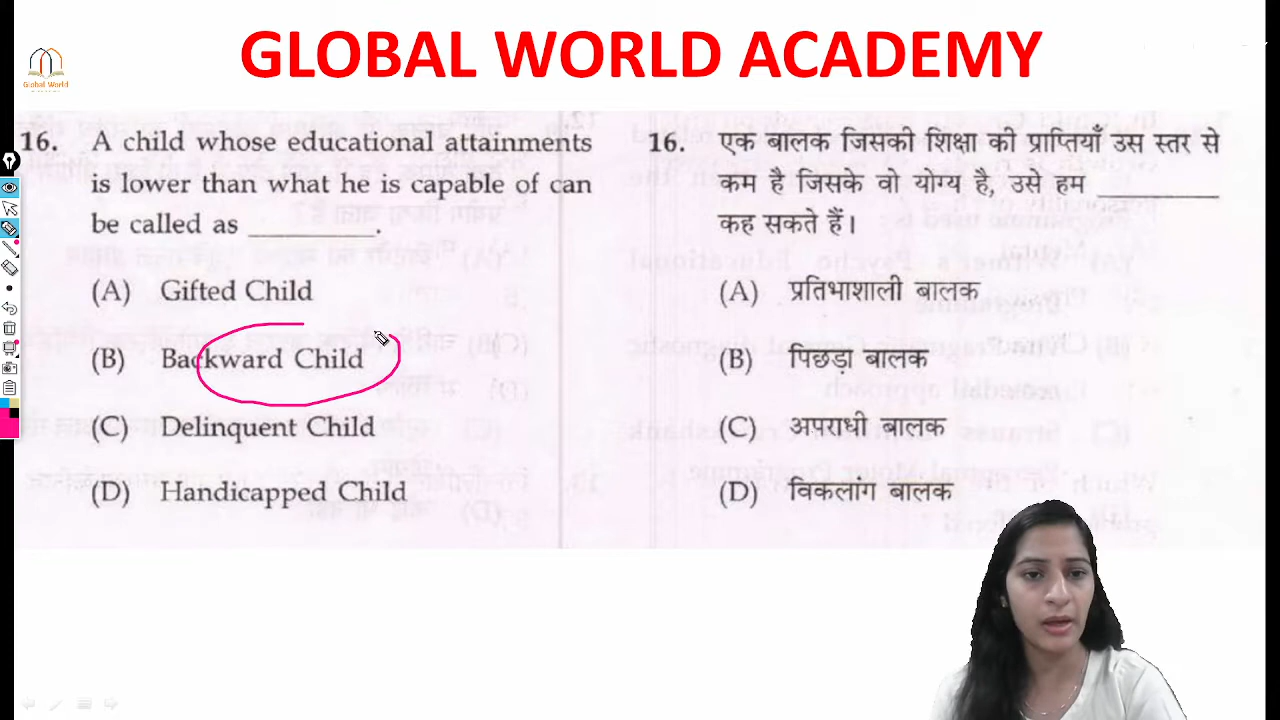 GLOBAL WORLD ACADEMY
Global World
16. A child whose educational attainments
is lower than what he is capable of can
be called as __________.
(A) Gifted Child
(B) Backward Child
(C) Delinquent Child
(D) Handicapped Child
16. एक बालक जिसकी शिक्षा की प्राप्तियाँ उस स्तर से
कम है जिसके वो योग्य है, उसे हम __________
कह सकते हैं।
(A) प्रतिभाशाली बालक
(B) पिछड़ा बालक
(C) अपराधी बालक
(D) विकलांग बालक